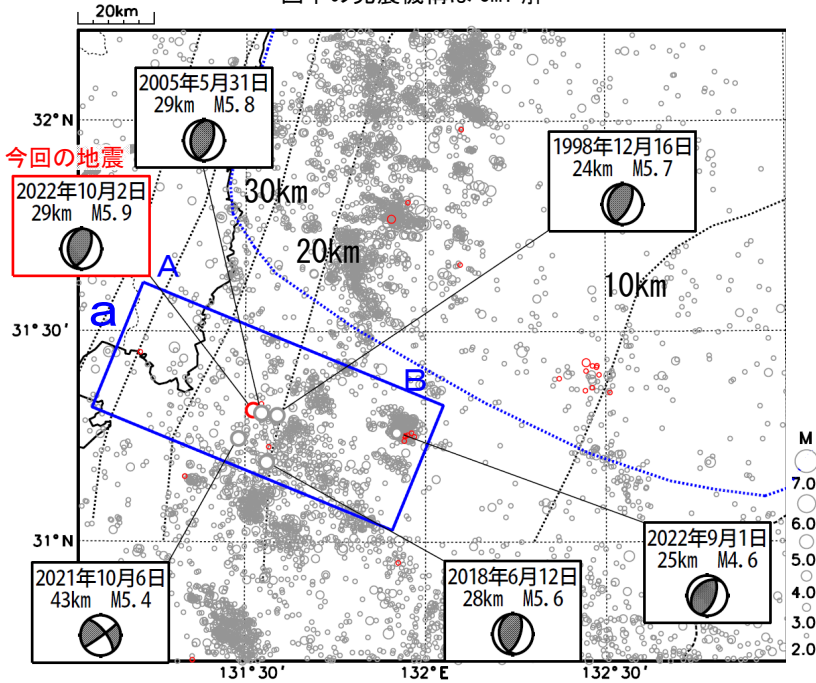 20km
32°N
2005年5月31日
29km M5.8
今回の地震
2022年10月2日
29km M5.9
1998年12月16日
24km M5.7
30km
20km
10km
A
a
B
31°30'
31°N
2021年10月6日
43km M5.4
2018年6月12日
28km M5.6
2022年9月1日
25km M4.6
M
7.0
6.0
5.0
4.0
3.0
2.0
131°30'
132°E
132°30'